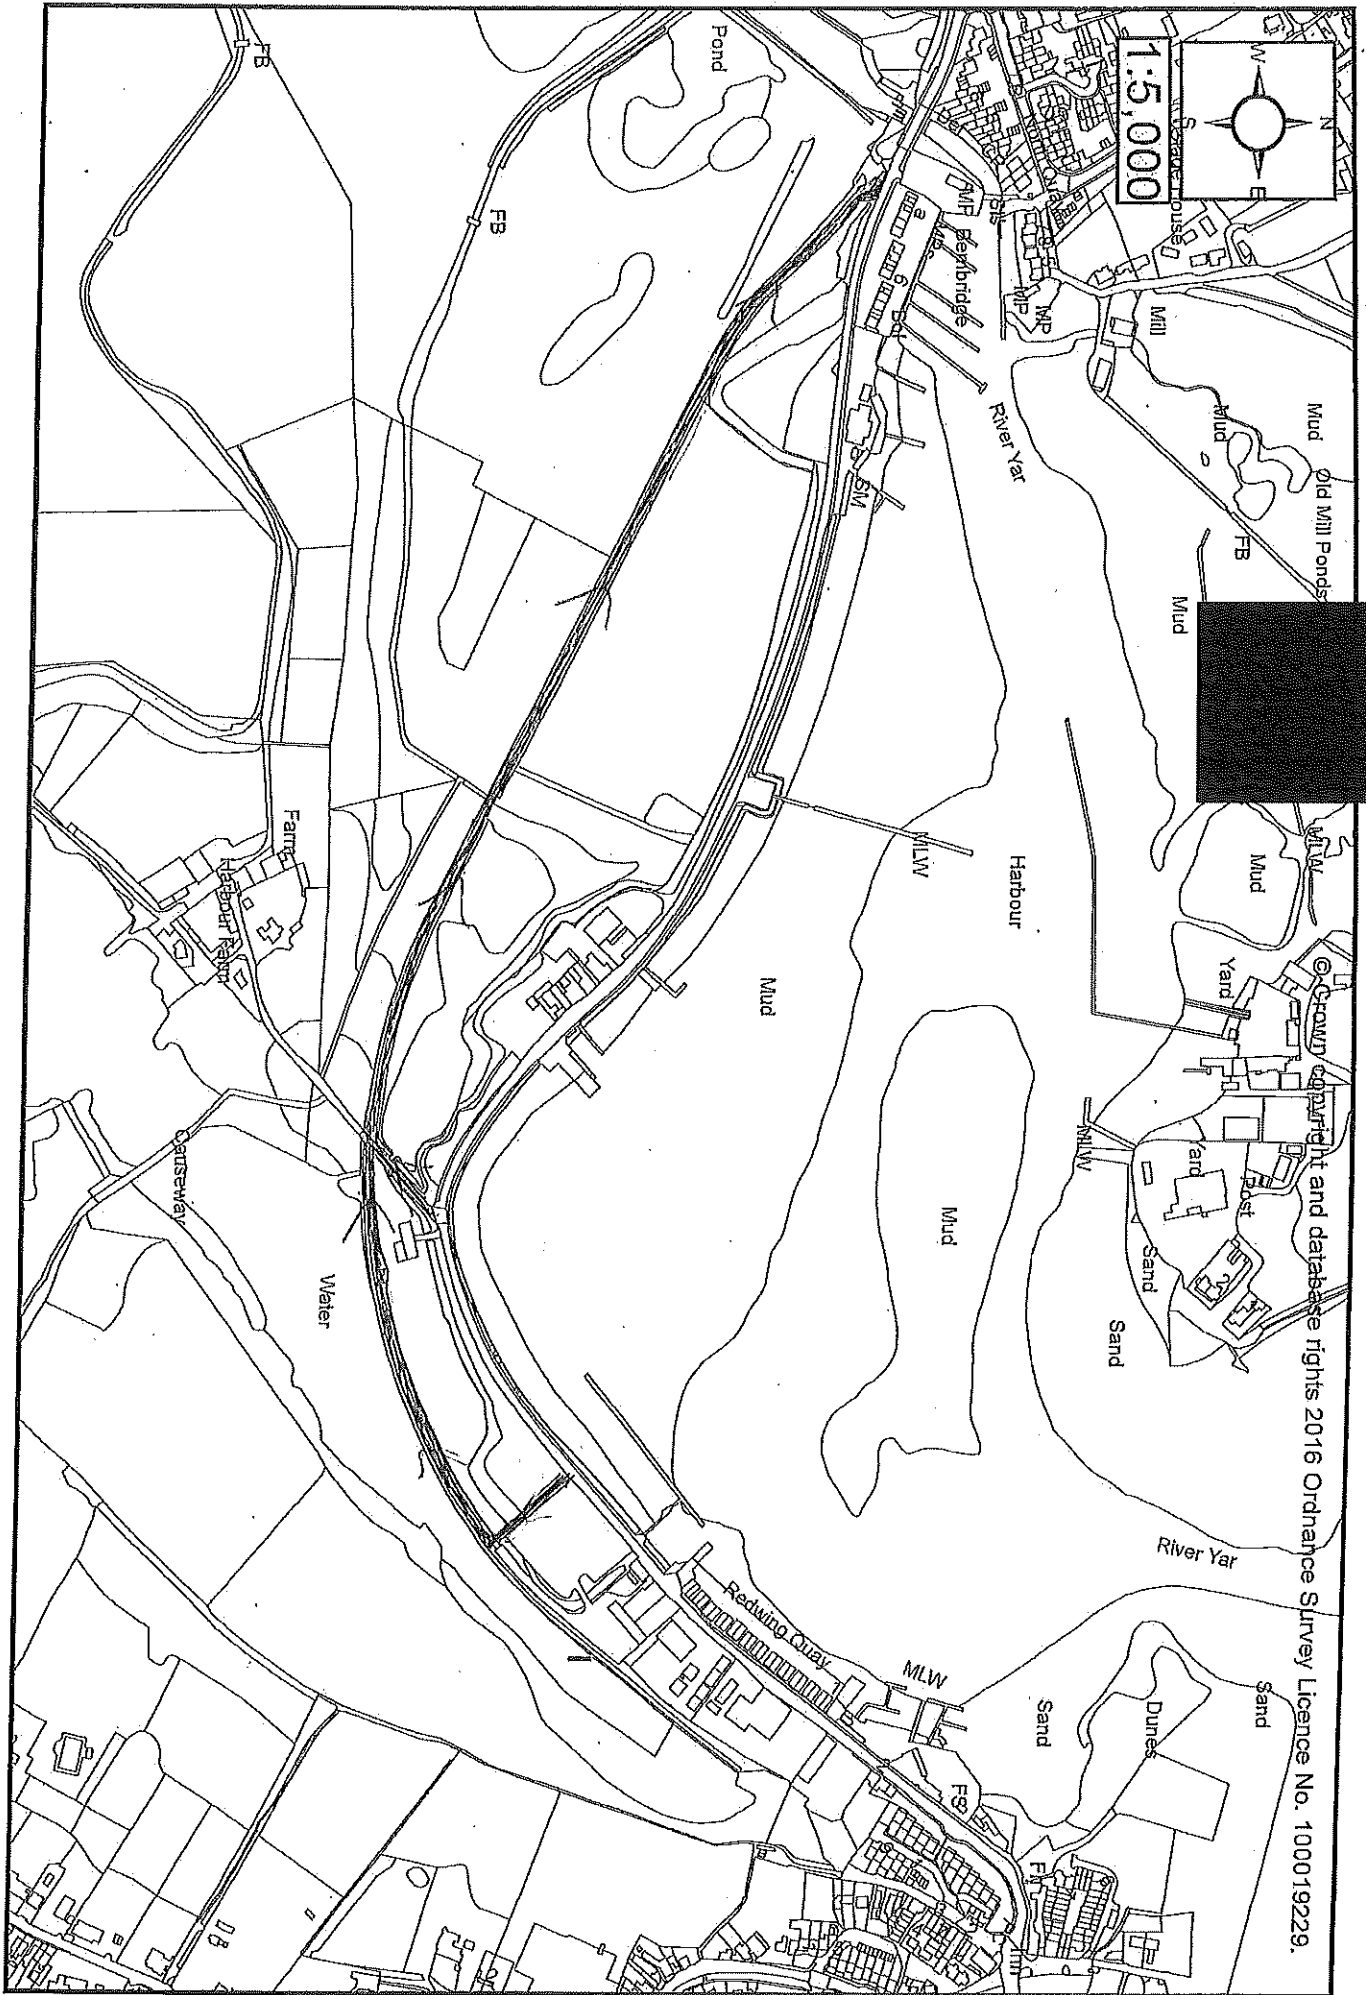 N
W
E
S
1:5,000
© Crown copyright and database rights 2016 Ordnance Survey Licence No. 100019229.
Old Mill Ponds
Mud
Mud
FB
Mud
Mill
MP
MP
MP
Bembridge
River Yar
SM
Pond
FB
FB
MLW
Mud
Yard
Yard
Post
2
MLW
Sand
Sand
Harbour
MLW
Mud
Mud
River Yar
Sand
Dunes
Sand
MLW
Redwing Quay
FS
Farm
Harbour Farm
Causeway
Water